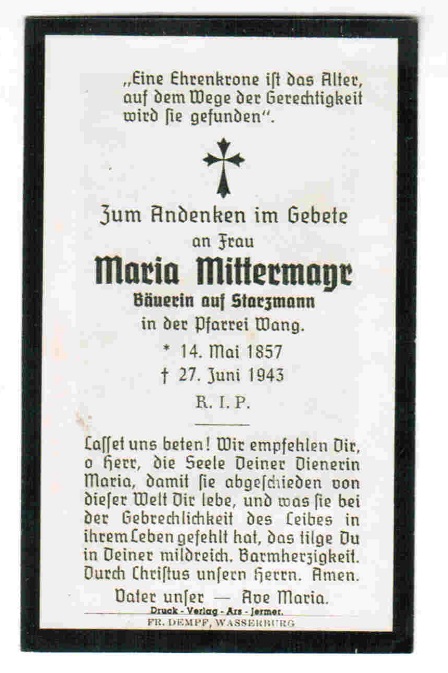 „Eine Ehrenkrone ist das Alter,
auf dem Wege der Gerechtigkeit
wird sie gefunden“.
Zum Andenken im Gebete
an Frau
Maria Mittermayr
Bäuerin auf Starzmann
in der Pfarrei Wang.
* 14. Mai 1857
† 27. Juni 1943
R. I. P.
Lasset uns beten! Wir empfehlen Dir,
o Herr, die Seele Deiner Dienerin
Maria, damit sie abgeschieden von
dieser Welt Dir lebe, und was sie bei
der Gebrechlichkeit des Leibes in
ihrem Leben gefehlt hat, das tilge Du
in Deiner mildreich. Barmherzigkeit.
Durch Christus unsern Herrn. Amen.
Vater unser — Ave Maria.
Druck - Verlag - Ars - Jermer.
FR. DEMPF, WASSERBURG